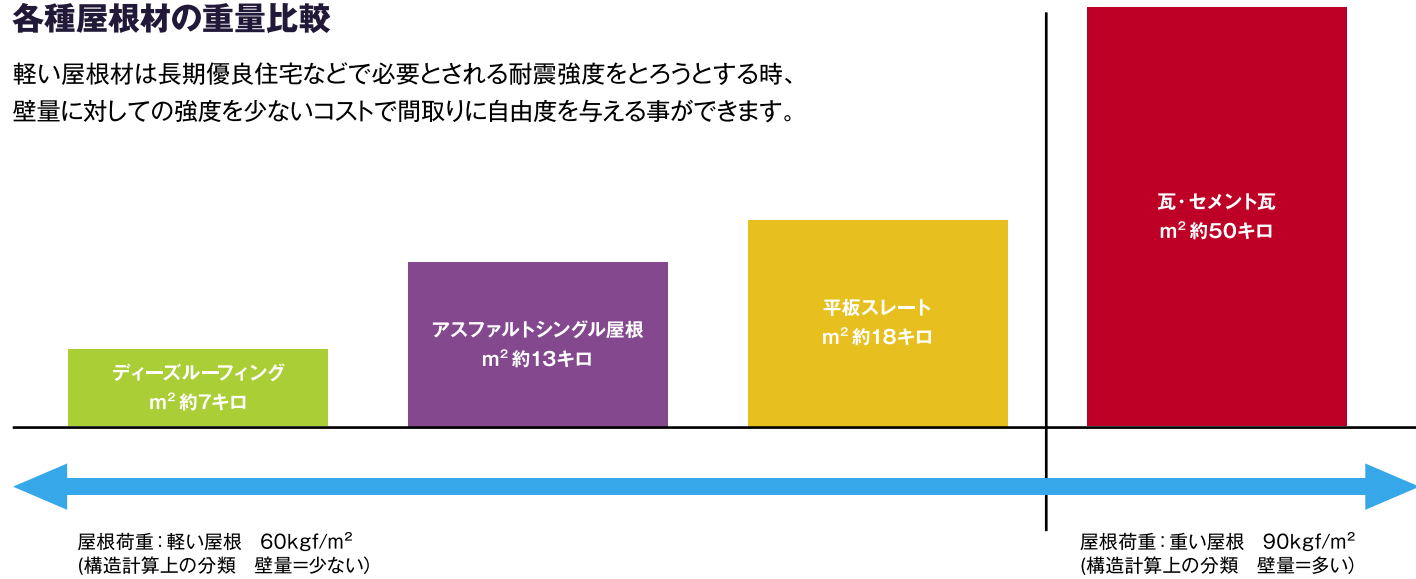 各種屋根材の重量比較
軽い屋根材は長期優良住宅などで必要とされる耐震強度をとろうとする時、
壁量に対しての強度を少ないコストで間取りに自由度を与える事ができます。
ディーズルーフィング
m² 約7キロ
アスファルトシングル屋根
m² 約13キロ
平板スレート
m² 約18キロ
瓦・セメント瓦
m² 約50キロ
屋根荷重：軽い屋根　60kgf/m²
(構造計算上の分類　壁量＝少ない)
屋根荷重：重い屋根　90kgf/m²
(構造計算上の分類　壁量＝多い)